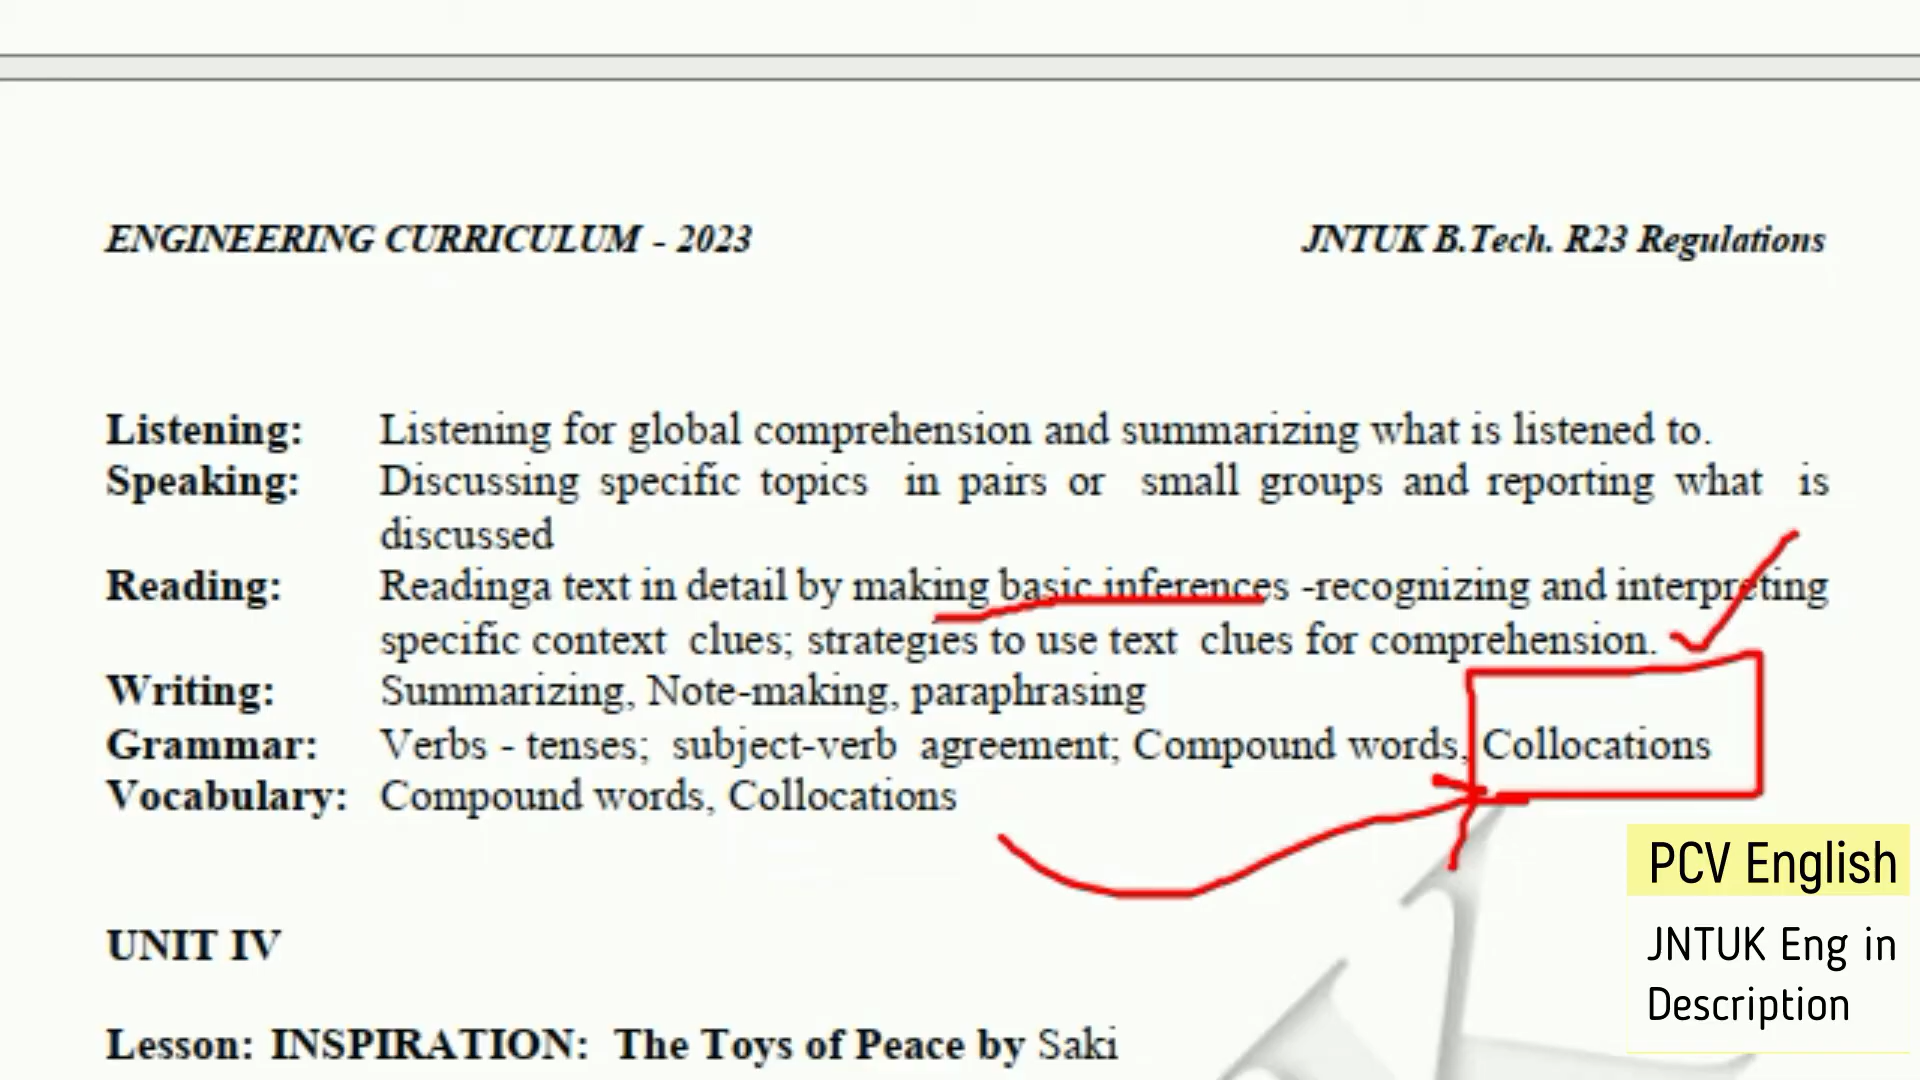 ENGINEERING CURRICULUM - 2023 JNTUK B.Tech. R23 Regulations
Listening: Listening for global comprehension and summarizing what is listened to.
Speaking: Discussing specific topics in pairs or small groups and reporting what is
discussed
Reading: Readinga text in detail by making basic inferences -recognizing and interpreting
specific context clues; strategies to use text clues for comprehension.
Writing: Summarizing, Note-making, paraphrasing
Grammar: Verbs - tenses; subject-verb agreement; Compound words, Collocations
Vocabulary: Compound words, Collocations
UNIT IV
Lesson: INSPIRATION: The Toys of Peace by Saki
PCV English
JNTUK Eng in
Description